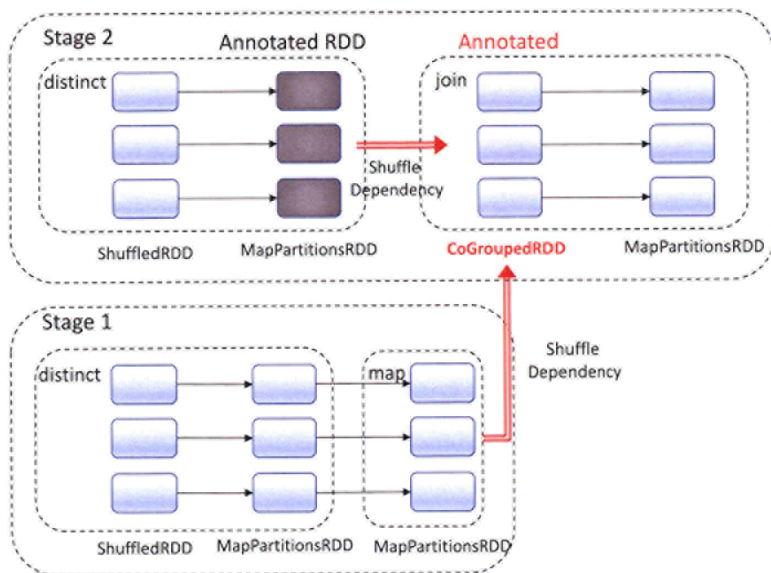 Stage 2
Annotated RDD
Annotated
distinct
join
Shuffle
Dependency
ShuffledRDD
MapPartitionsRDD
CoGroupedRDD
MapPartitionsRDD
Stage 1
Shuffle
Dependency
distinct
map
ShuffledRDD
MapPartitionsRDD
MapPartitionsRDD